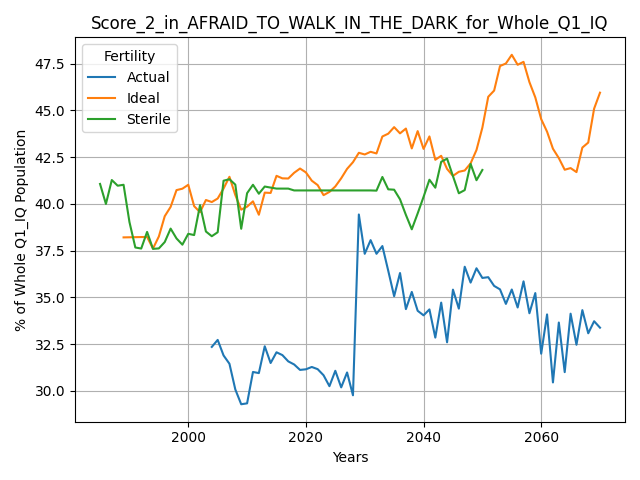 Score_2_in_AFRAID_TO_WALK_IN_THE_DARK_for_Whole_Q1_IQ
Fertility
Actual
Ideal
Sterile
% of Whole Q1_IQ Population
47.5
45.0
42.5
40.0
37.5
35.0
32.5
30.0
2000
2020
2040
2060
Years